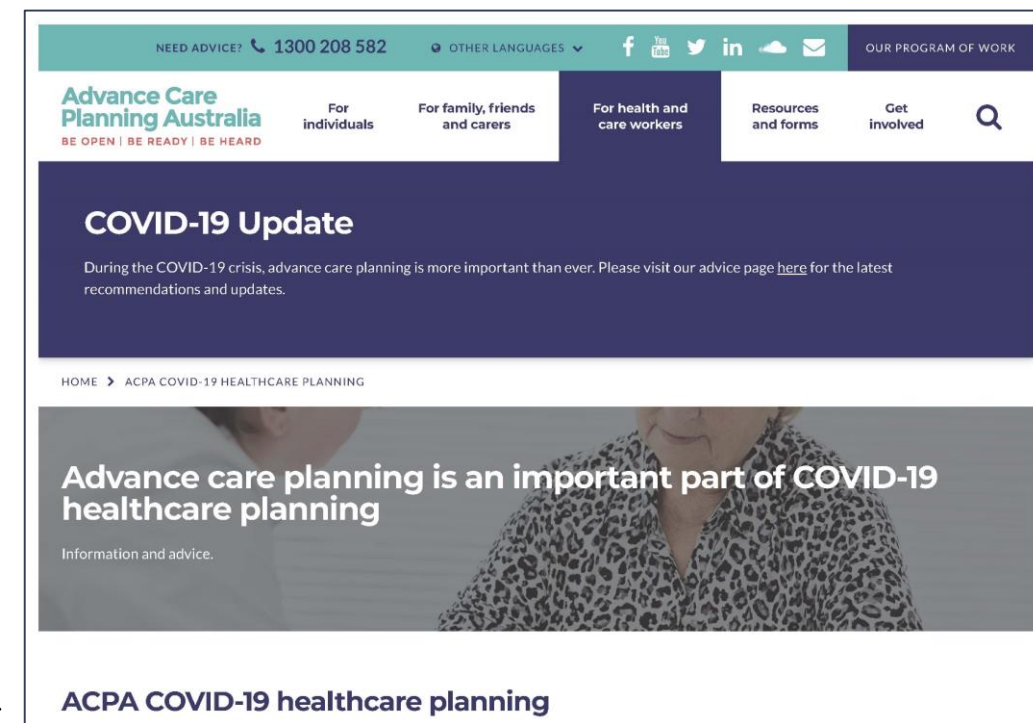 NEED ADVICE? 1300 208 582 OTHER LANGUAGES f You Tube in OUR PROGRAM OF WORK
Advance Care
Planning Australia
BE OPEN | BE READY | BE HEARD
For
individuals
For family, friends
and carers
For health and
care workers
Resources
and forms
Get
involved
COVID-19 Update
During the COVID-19 crisis, advance care planning is more important than ever. Please visit our advice page here for the latest
recommendations and updates.
HOME > ACPA COVID-19 HEALTHCARE PLANNING
Advance care planning is an important part of COVID-19
healthcare planning
Information and advice.
ACPA COVID-19 healthcare planning